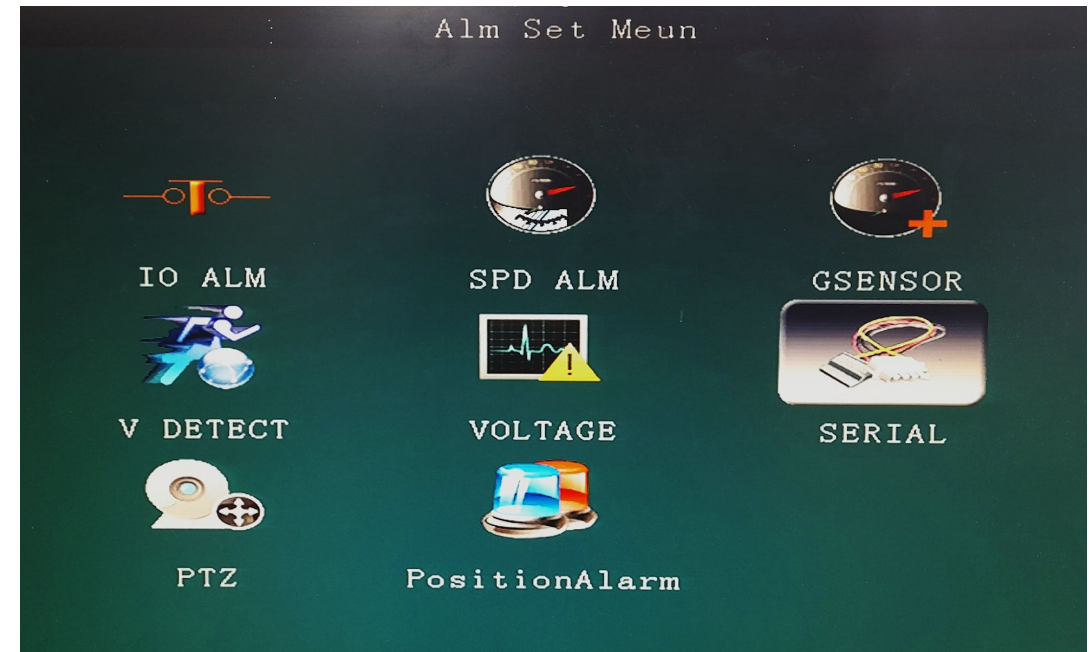 Alm Set Meun
IO ALM
SPD ALM
GSENSOR
V DETECT
VOLTAGE
SERIAL
PTZ
PositionAlarm